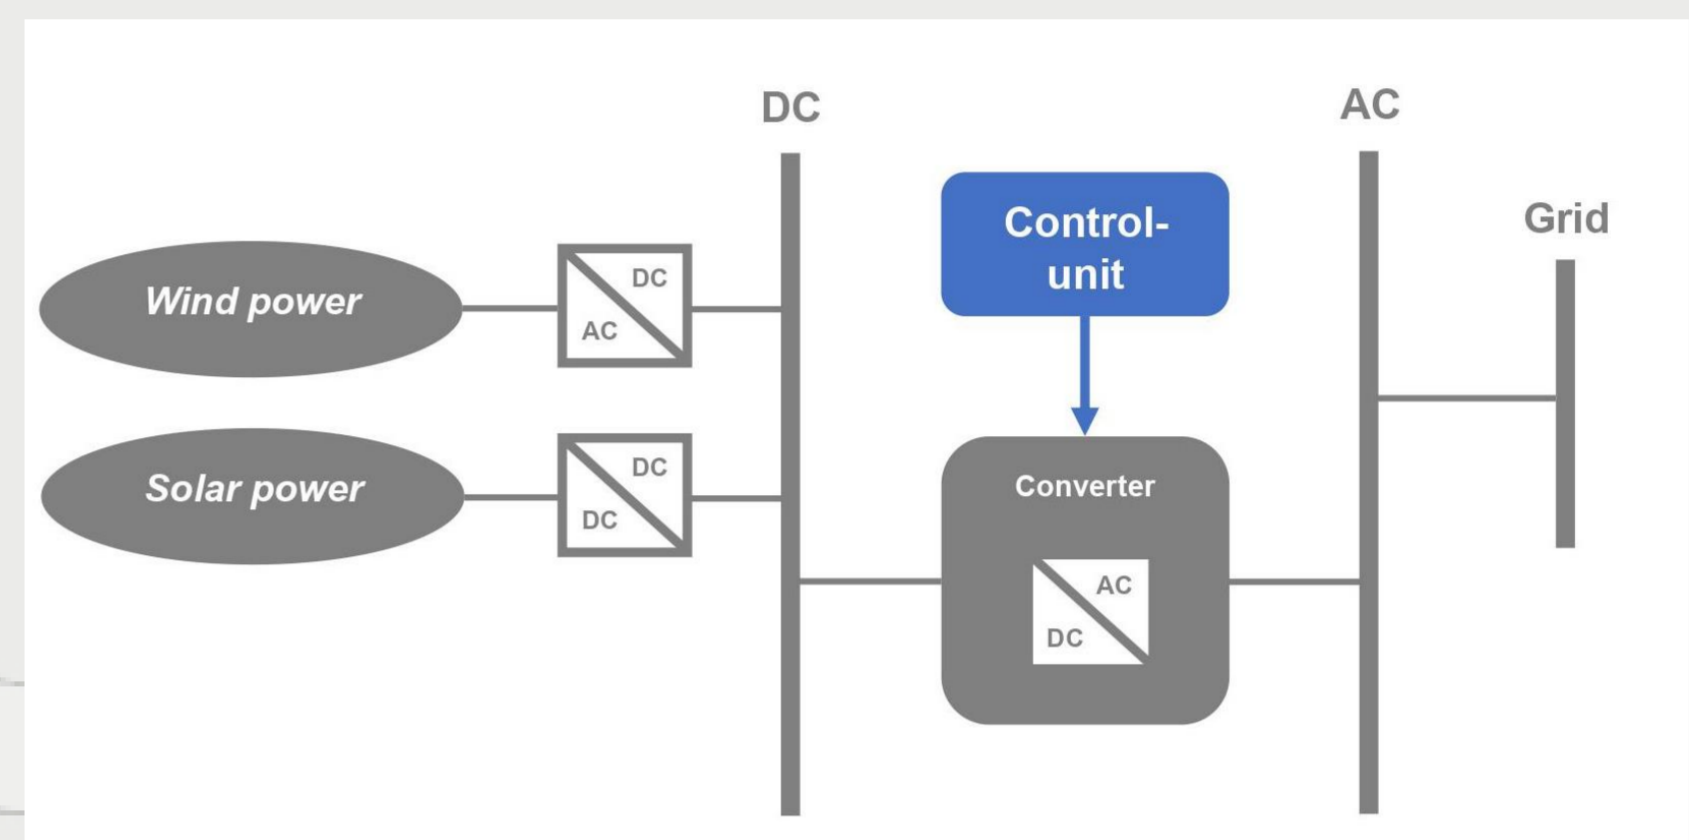 DC
AC
Grid
Control-
unit
Wind power
DC
AC
Solar power
DC
DC
Converter
AC
DC